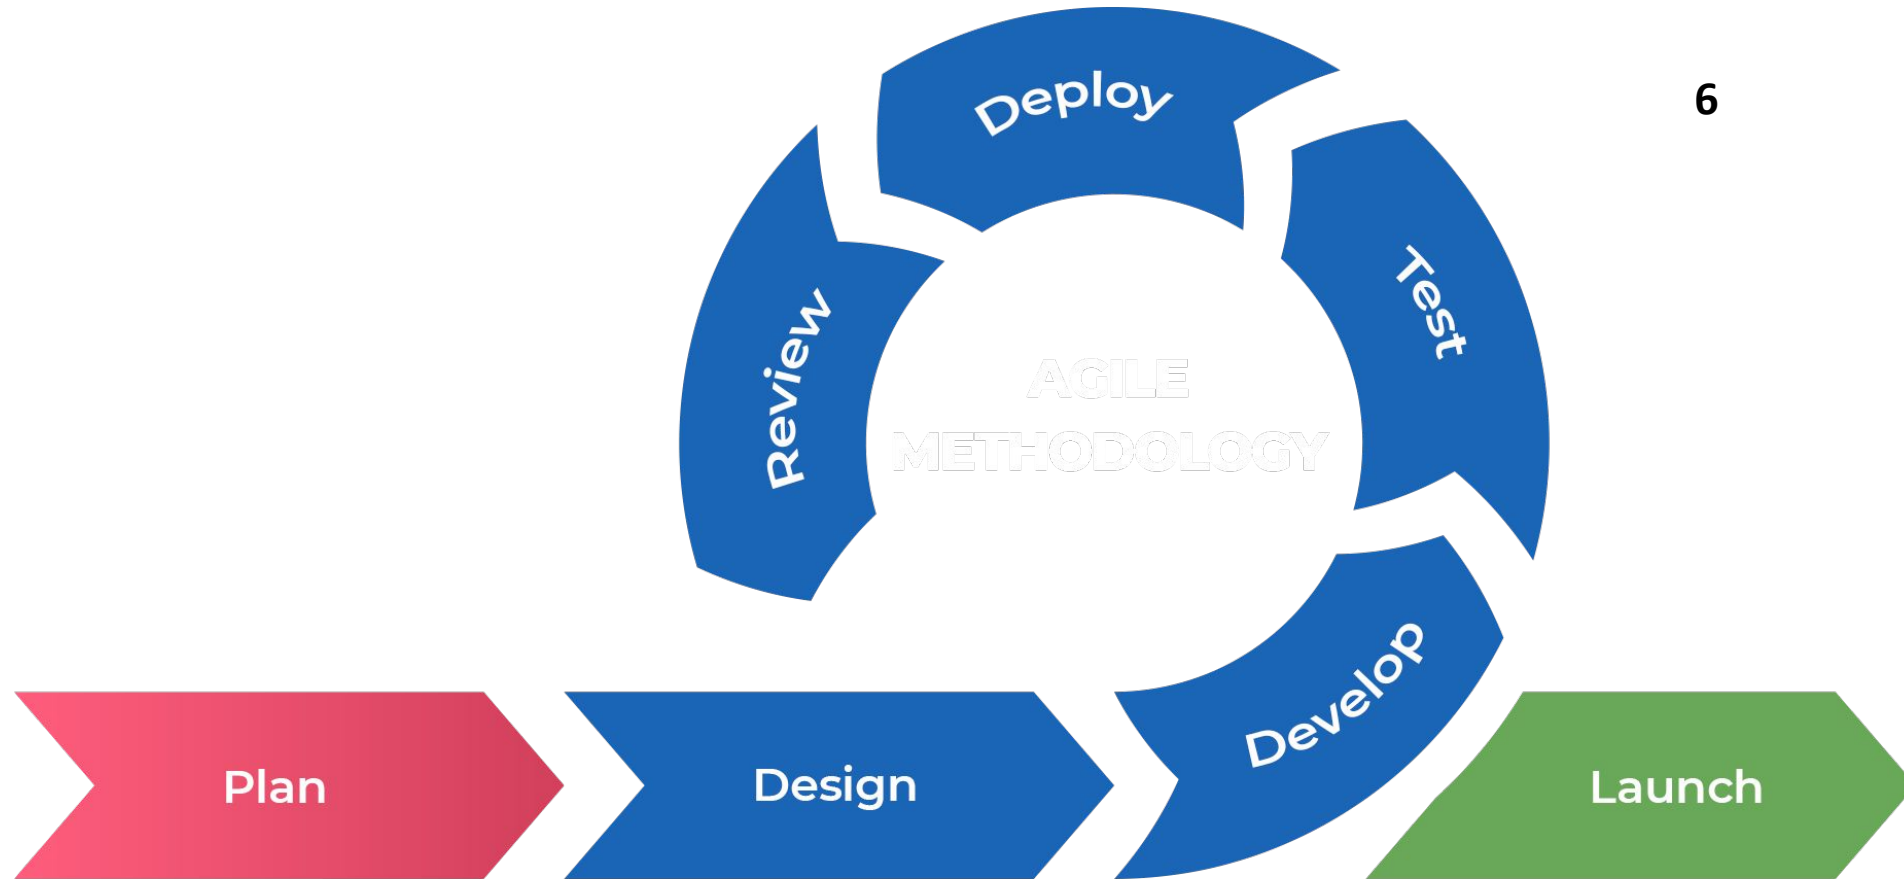 Deploy
6
Test
Review
AGILE
METHODOLOGY
Develop
Plan
Design
Launch